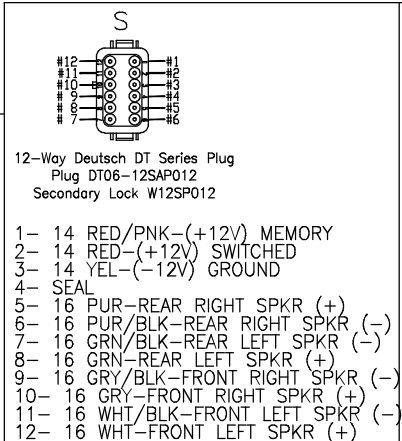 S
#12 #1
#11 #2
#10 #3
# 9 #4
# 8 #5
# 7 #6
12-Way Deutsch DT Series Plug
Plug DT06-12SAP012
Secondary Lock W12SP012
1- 14 RED/PNK-(+12V) MEMORY
2- 14 RED-(+12V) SWITCHED
3- 14 YEL-(-12V) GROUND
4- SEAL
5- 16 PUR-REAR RIGHT SPKR (+)
6- 16 PUR/BLK-REAR RIGHT SPKR (-)
7- 16 GRN/BLK-REAR LEFT SPKR (-)
8- 16 GRN-REAR LEFT SPKR (+)
9- 16 GRY/BLK-FRONT RIGHT SPKR (-)
10- 16 GRY-FRONT RIGHT SPKR (+)
11- 16 WHT/BLK-FRONT LEFT SPKR (-)
12- 16 WHT-FRONT LEFT SPKR (+)